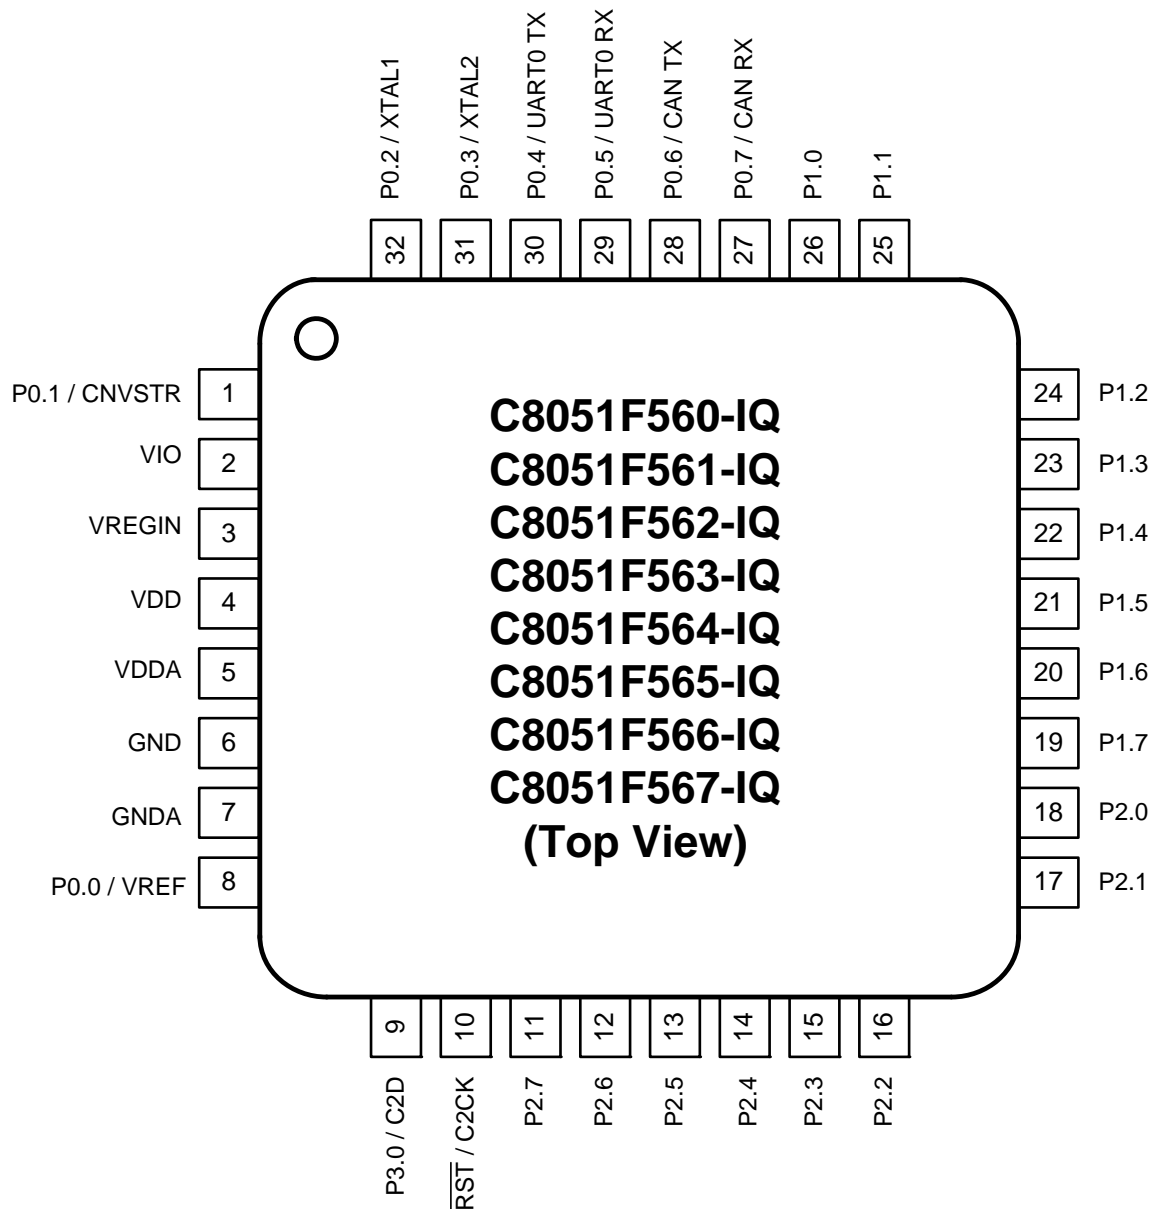 P0.2 / XTAL1
P0.3 / XTAL2
P0.4 / UART0 TX
P0.5 / UART0 RX
P0.6 / CAN TX
P0.7 / CAN RX
P1.0
P1.1
32
31
30
29
28
27
26
25
P0.1 / CNVSTR 1
VIO 2
VREGIN 3
VDD 4
VDDA 5
GND 6
GNDA 7
P0.0 / VREF 8
C8051F560-IQ
C8051F561-IQ
C8051F562-IQ
C8051F563-IQ
C8051F564-IQ
C8051F565-IQ
C8051F566-IQ
C8051F567-IQ
(Top View)
24 P1.2
23 P1.3
22 P1.4
21 P1.5
20 P1.6
19 P1.7
18 P2.0
17 P2.1
9
10
11
12
13
14
15
16
P3.0 / C2D
RST / C2CK
P2.7
P2.6
P2.5
P2.4
P2.3
P2.2